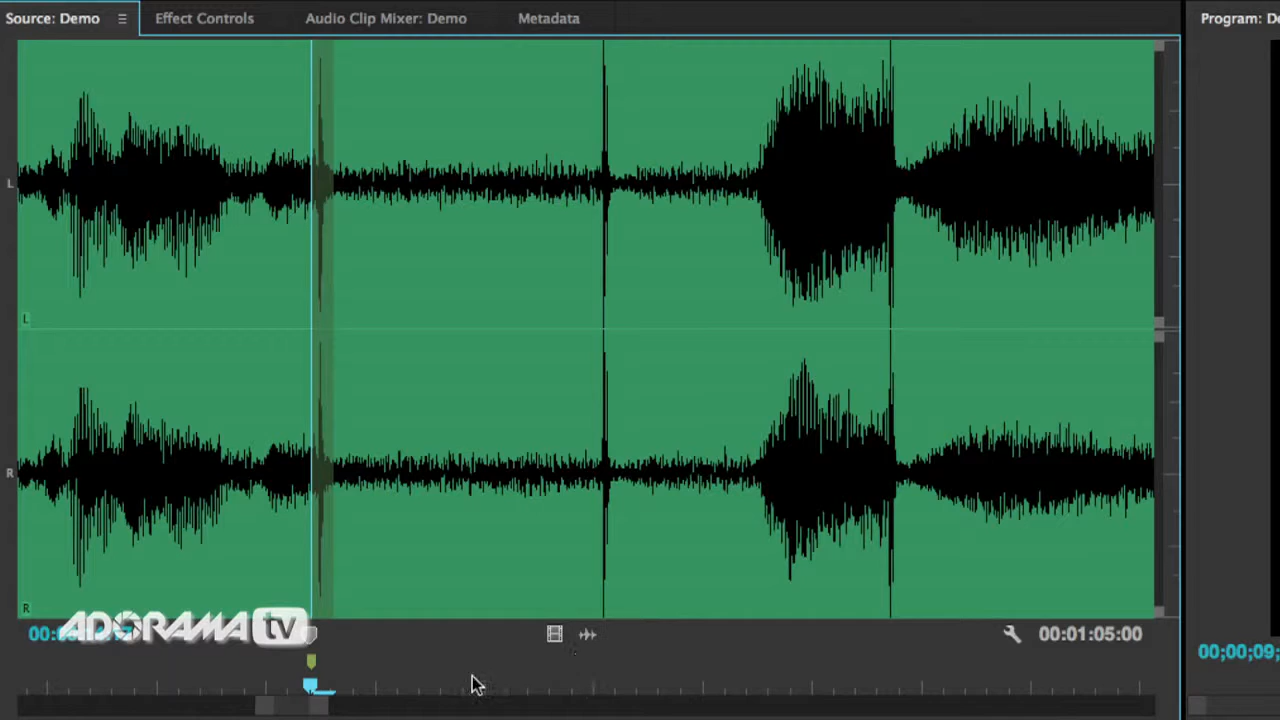 Source: Demo
Effect Controls
Audio Clip Mixer: Demo
Metadata
Program:
L
L
R
R
ADORAMA tv
00:01:05:00
00;00;09;